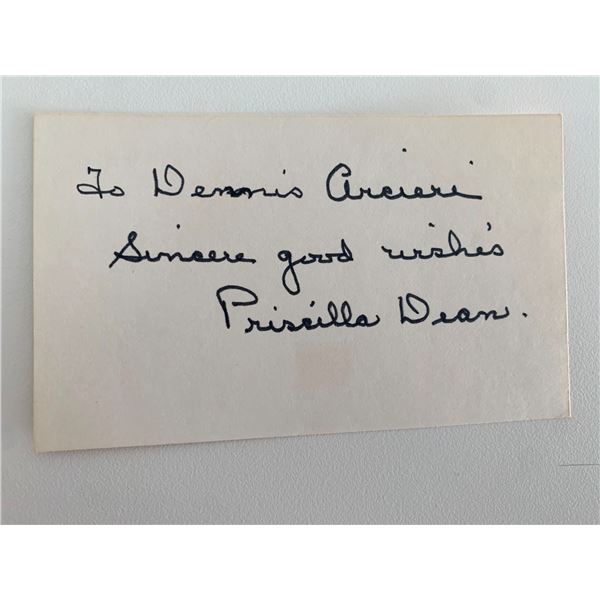 To Dennis Arcieri
Sincere good wishes
Priscilla Dean.